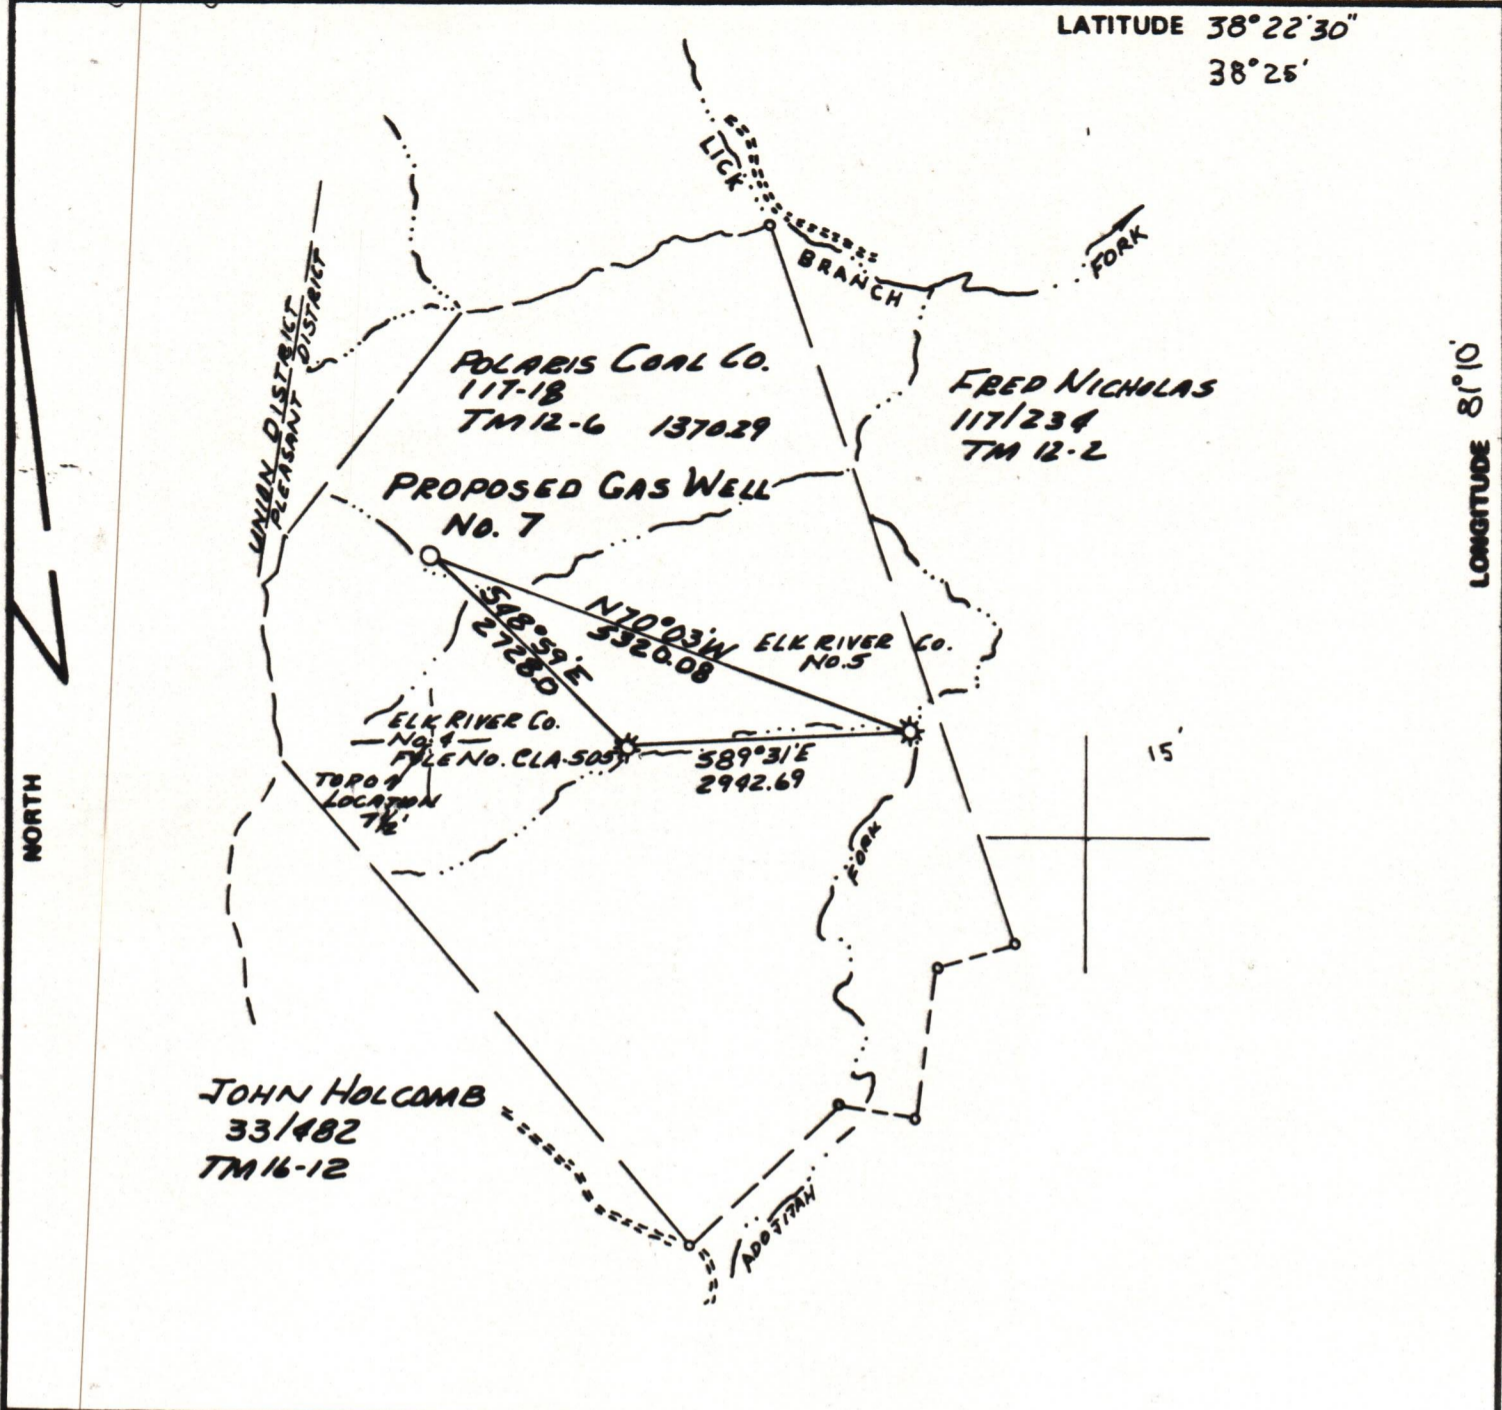 LATITUDE 38°22'30"
38°25'
LICK
BRANCH
FORK
UNION DISTRICT
PLEASANT DISTRICT
POLARIS COAL CO.
117-18
TM 12-6 1370.29
FRED NICHOLAS
117/234
TM 12-2
LONGITUDE 81°10'
PROPOSED GAS WELL
NO. 7
S48°59'E
2728.0
N70°03'W
5320.08
ELK RIVER CO.
NO. 5
ELK RIVER CO.
NO. 4
FILE NO. CLA-505
S89°31'E
2942.69
TOPO
LOCATION
7½'
15'
NORTH
FORK
JOHN HOLCOMB
33/482
TM 16-12